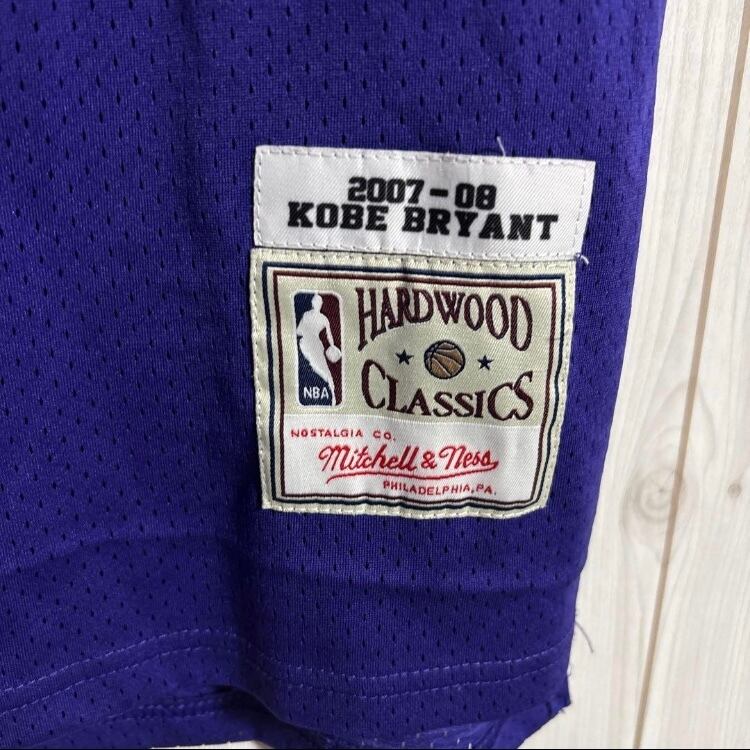 2007-08
KOBE BRYANT
HARDWOOD
CLASSICS
NBA
NOSTALGIA CO.
Mitchell & Ness
PHILADELPHIA, PA.